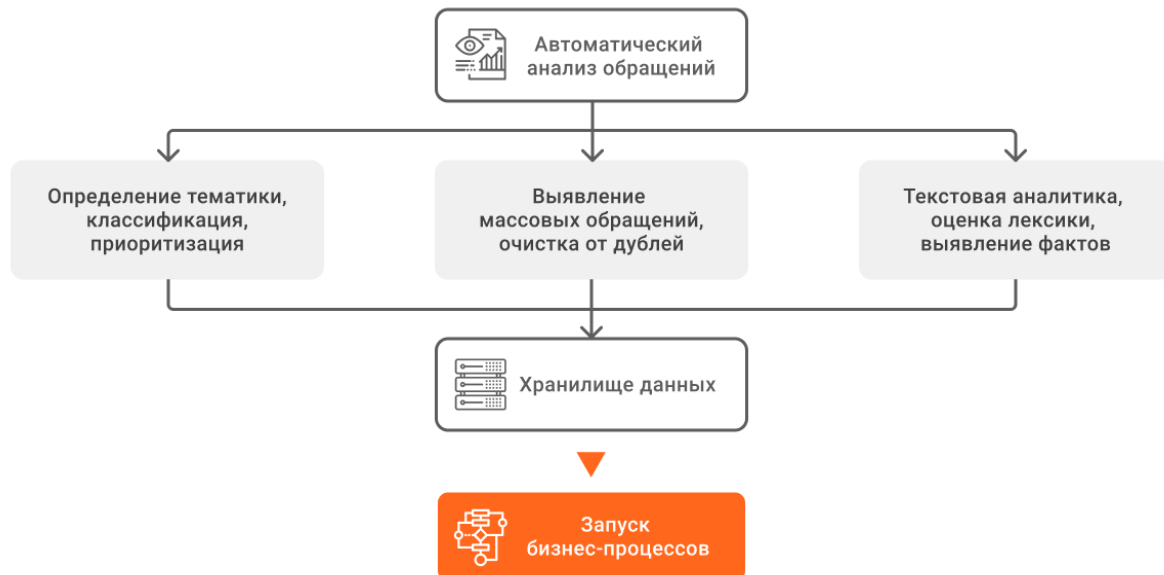 Автоматический
анализ обращений
Определение тематики,
классификация,
приоритизация
Выявление
массовых обращений,
очистка от дублей
Текстовая аналитика,
оценка лексики,
выявление фактов
Хранилище данных
Запуск
бизнес-процессов